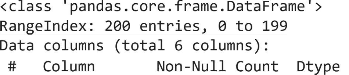 <class 'pandas.core.frame.DataFrame'>
RangeIndex: 200 entries, 0 to 199
Data columns (total 6 columns):
#   Column   Non-Null Count   Dtype